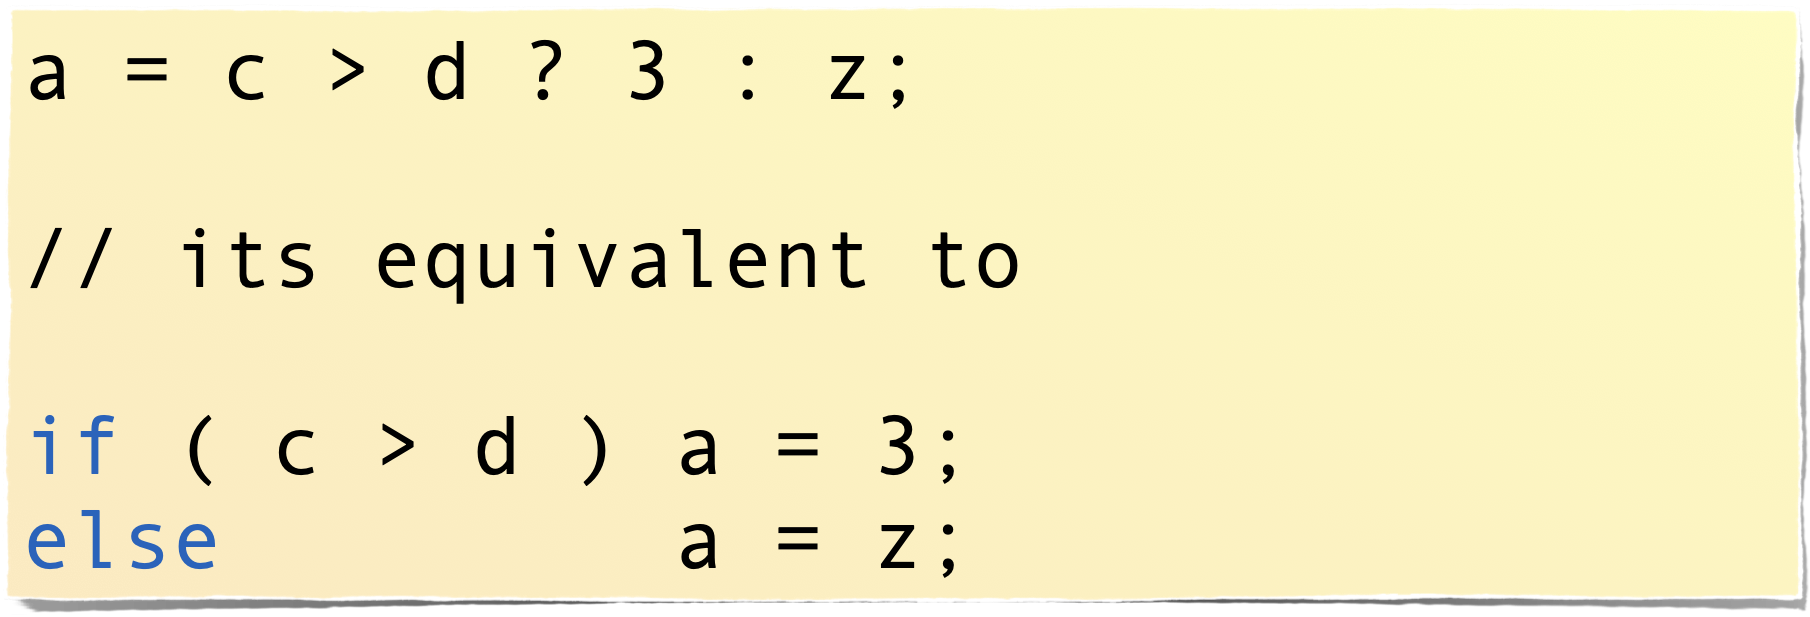 a = c > d ? 3 : z;
// its equivalent to
if ( c > d ) a = 3;
else         a = z;